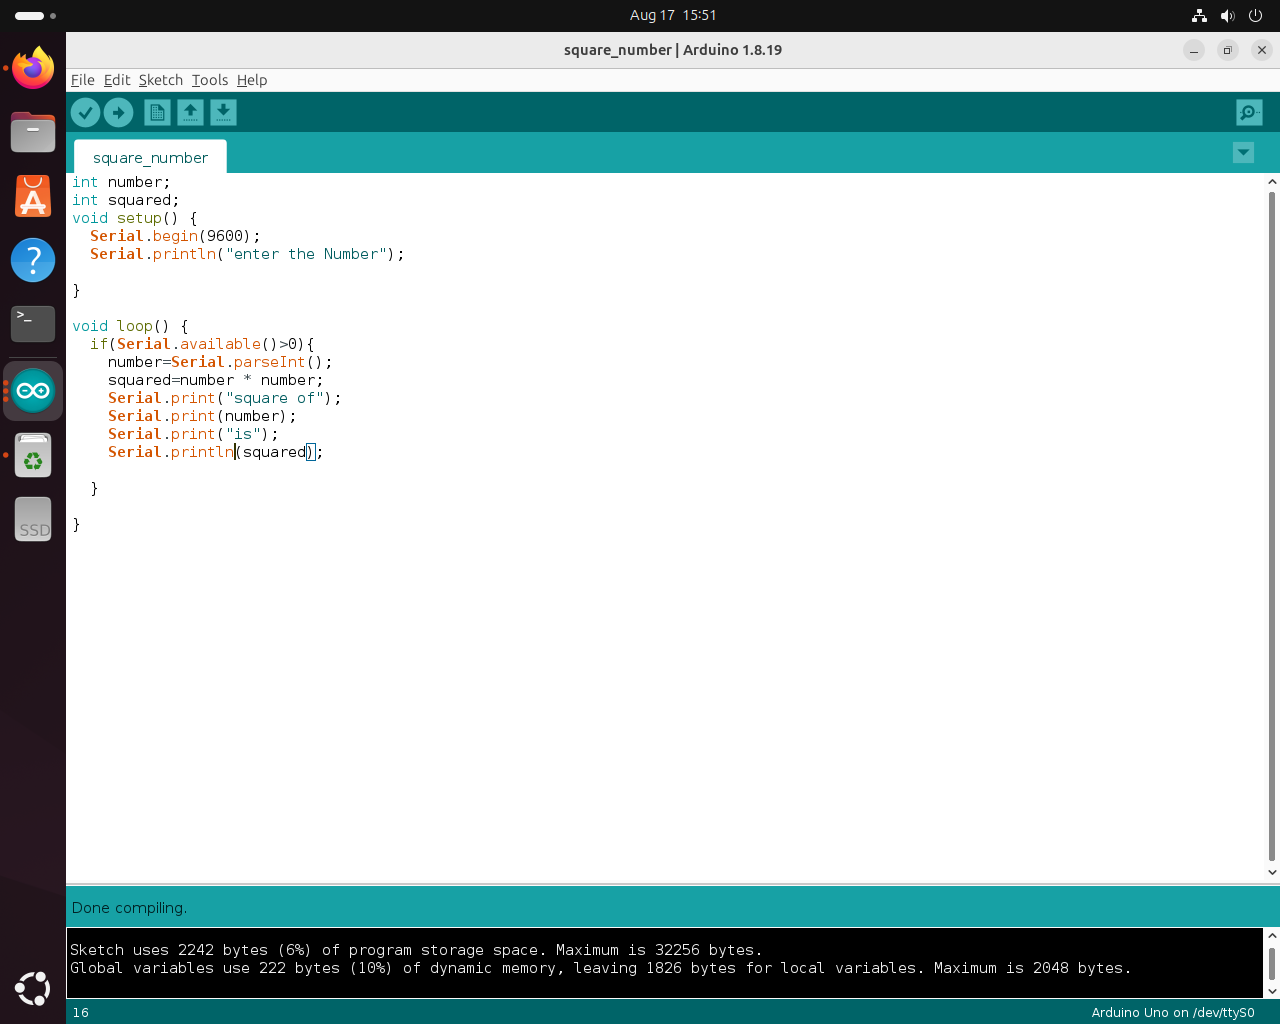 Aug 17  15:51
square_number | Arduino 1.8.19
File Edit Sketch Tools Help
square_number
int number;
int squared;
void setup() {
  Serial.begin(9600);
  Serial.println("enter the Number");
}
void loop() {
  if(Serial.available()>0){
    number=Serial.parseInt();
    squared=number * number;
    Serial.print("square of");
    Serial.print(number);
    Serial.print("is");
    Serial.println(squared);
  }
}
SSD
Done compiling.
Sketch uses 2242 bytes (6%) of program storage space. Maximum is 32256 bytes.
Global variables use 222 bytes (10%) of dynamic memory, leaving 1826 bytes for local variables. Maximum is 2048 bytes.
16
Arduino Uno on /dev/ttyS0